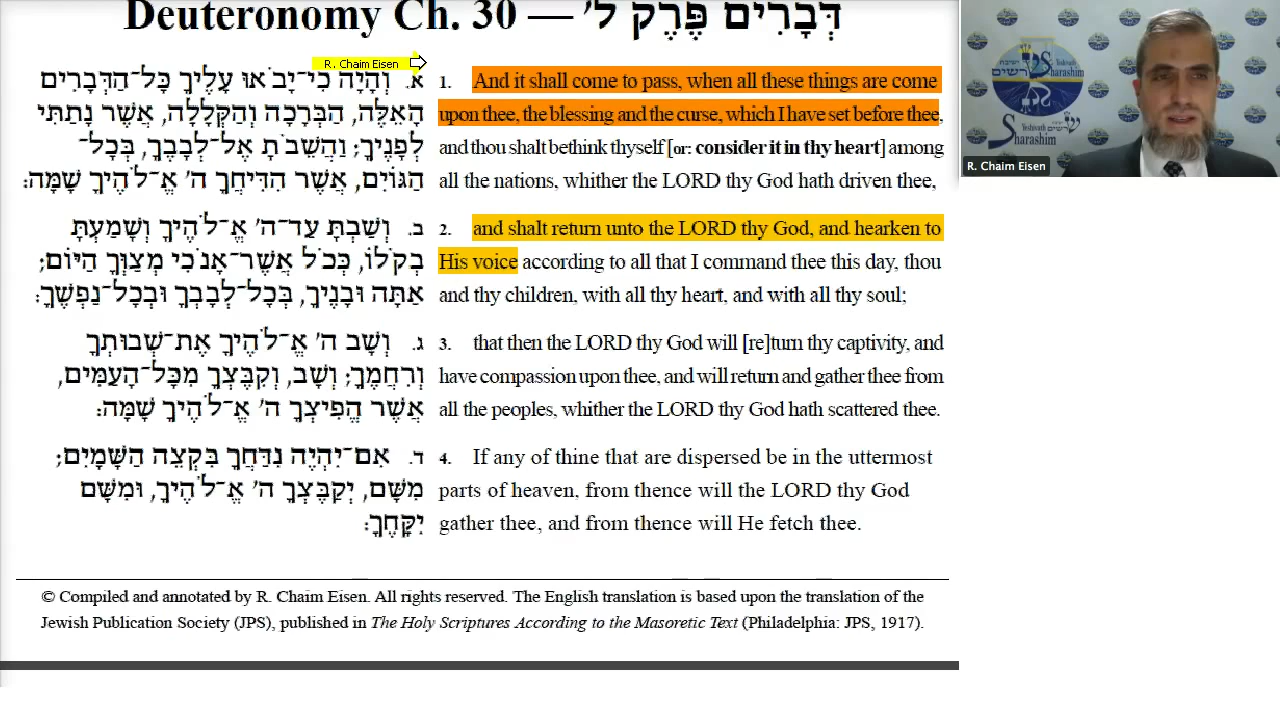 Deuteronomy Ch. 30 — דְּבָרִים פֶּרֶק ל׳
R. Chaim Eisen
א. וְהָיָה כִי־יָבֹאוּ עָלֶיךָ כָּל־הַדְּבָרִים
הָאֵלֶּה, הַבְּרָכָה וְהַקְּלָלָה, אֲשֶׁר נָתַתִּי
לְפָנֶיךָ; וַהֲשֵׁבֹתָ אֶל־לְבָבֶךָ, בְּכָל־
הַגּוֹיִם, אֲשֶׁר הִדִּיחֲךָ ה׳ אֱ־לֹהֶיךָ שָׁמָּה:
1. And it shall come to pass, when all these things are come
upon thee, the blessing and the curse, which I have set before thee,
and thou shalt bethink thyself [or: consider it in thy heart] among
all the nations, whither the LORD thy God hath driven thee,
ב. וְשַׁבְתָּ עַד־ה׳ אֱ־לֹהֶיךָ וְשָׁמַעְתָּ
בְקֹלוֹ, כְּכֹל אֲשֶׁר־אָנֹכִי מְצַוְּךָ הַיּוֹם;
אַתָּה וּבָנֶיךָ, בְּכָל־לְבָבְךָ וּבְכָל־נַפְשֶׁךָ:
2. and shalt return unto the LORD thy God, and hearken to
His voice according to all that I command thee this day, thou
and thy children, with all thy heart, and with all thy soul;
ג. וְשָׁב ה׳ אֱ־לֹהֶיךָ אֶת־שְׁבוּתְךָ
וְרִחֲמֶךָ; וְשָׁב, וְקִבֶּצְךָ מִכָּל־הָעַמִּים,
אֲשֶׁר הֱפִיצְךָ ה׳ אֱ־לֹהֶיךָ שָׁמָּה:
3. that then the LORD thy God will [re]turn thy captivity, and
have compassion upon thee, and will return and gather thee from
all the peoples, whither the LORD thy God hath scattered thee.
ד. אִם־יִהְיֶה נִדַּחֲךָ בִּקְצֵה הַשָּׁמָיִם;
מִשָּׁם, יְקַבֶּצְךָ ה׳ אֱ־לֹהֶיךָ, וּמִשָּׁם
יִקָּחֶךָ:
4. If any of thine that are dispersed be in the uttermost
parts of heaven, from thence will the LORD thy God
gather thee, and from thence will He fetch thee.
© Compiled and annotated by R. Chaim Eisen. All rights reserved. The English translation is based upon the translation of the
Jewish Publication Society (JPS), published in The Holy Scriptures According to the Masoretic Text (Philadelphia: JPS, 1917).
Yeshivath
Sharashim
ישיבת
שרשים
R. Chaim Eisen